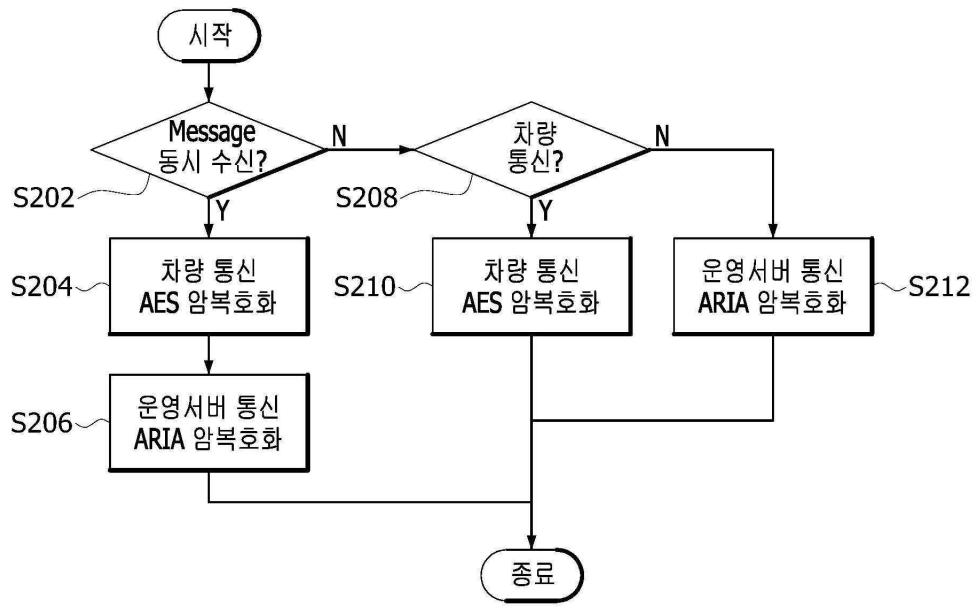 시작
Message
동시 수신?
N
S202
Y
차량
통신?
N
S208
Y
차량 통신
AES 암복호화
S204
차량 통신
AES 암복호화
S210
운영서버 통신
ARIA 암복호화
S212
운영서버 통신
ARIA 암복호화
S206
종료